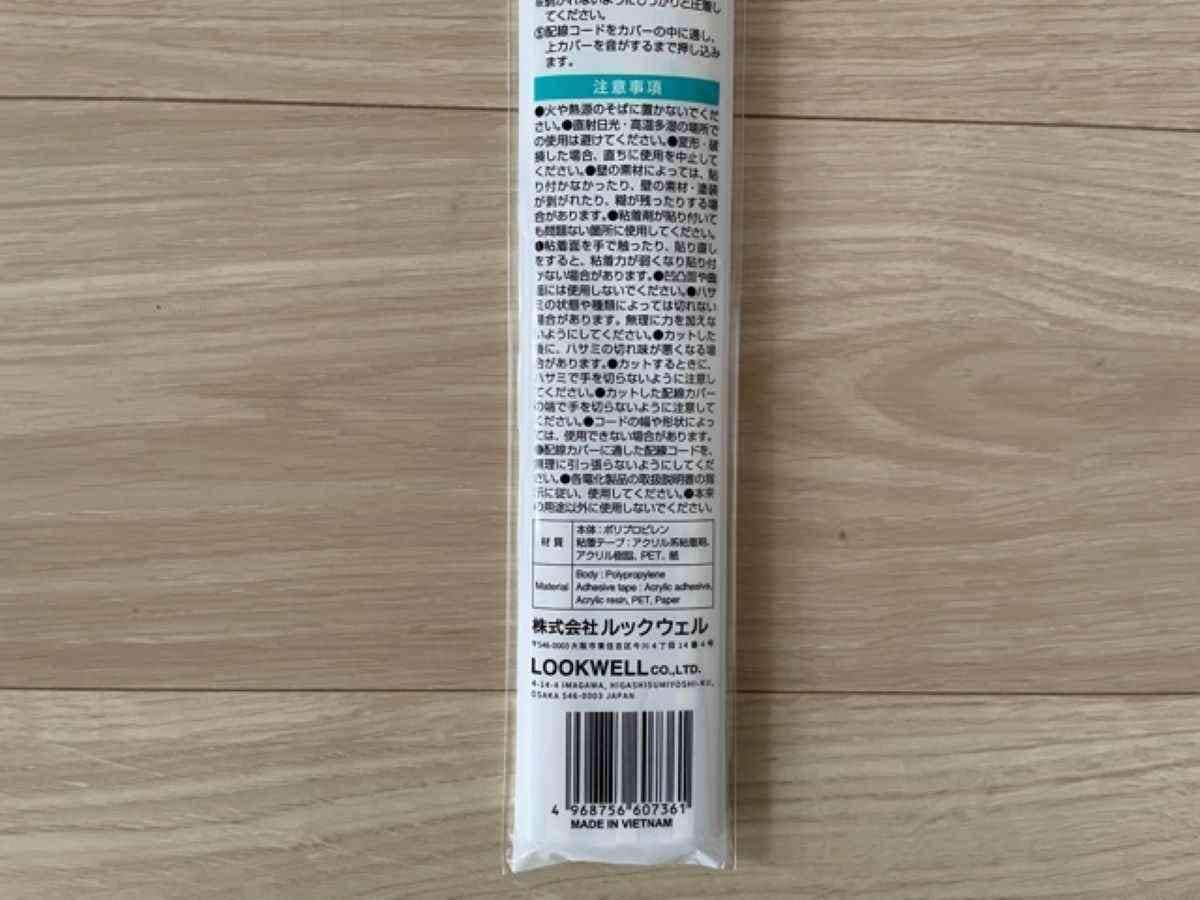 てください。
⑤配線コードをカバーの中に通し、
上カバーを音がするまで押し込み
ます。
注意事項
●火や熱源のそばに置かないでくだ
さい。●直射日光・高温多湿の場所で
の使用は避けてください。●変形・破
損した場合、直ちに使用を中止して
ください。●壁の素材によっては、貼
り付かなかったり、壁の素材・塗装
が剥がれたり、糊が残ったりする場
合があります。●粘着剤が貼り付いて
も問題ない箇所に使用してください。
●粘着面を手で触ったり、貼り直し
をすると、粘着力が弱くなり貼り付
かない場合があります。●凹凸面や曲
面には使用しないでください。●ハサ
ミの状態や種類によっては切れない
場合があります。無理に力を加えな
いようにしてください。●カットした
後に、ハサミの切れ味が悪くなる場
合があります。●カットするときに、
ハサミで手を切らないように注意し
てください。●カットした配線カバー
の端で手を切らないように注意して
ください。●コードの幅や形状によっ
ては、使用できない場合があります。
●配線カバーに通した配線コードを、
無理に引っ張らないようにしてくだ
さい。●各電化製品の取扱説明書の指
示に従い、使用してください。●本来
の用途以外に使用しないでください。
材質
本体：ポリプロピレン
粘着テープ：アクリル系粘着剤、
アクリル樹脂、PET、紙
Material
Body : Polypropylene
Adhesive tape : Acrylic adhesive,
Acrylic resin, PET, Paper
株式会社ルックウェル
〒546-0003 大阪市東住吉区今川4丁目14番4号
LOOKWELL CO.,LTD.
4-14-4 IMAGAWA, HIGASHISUMIYOSHI-KU,
OSAKA 546-0003 JAPAN
4 968756 607361
MADE IN VIETNAM